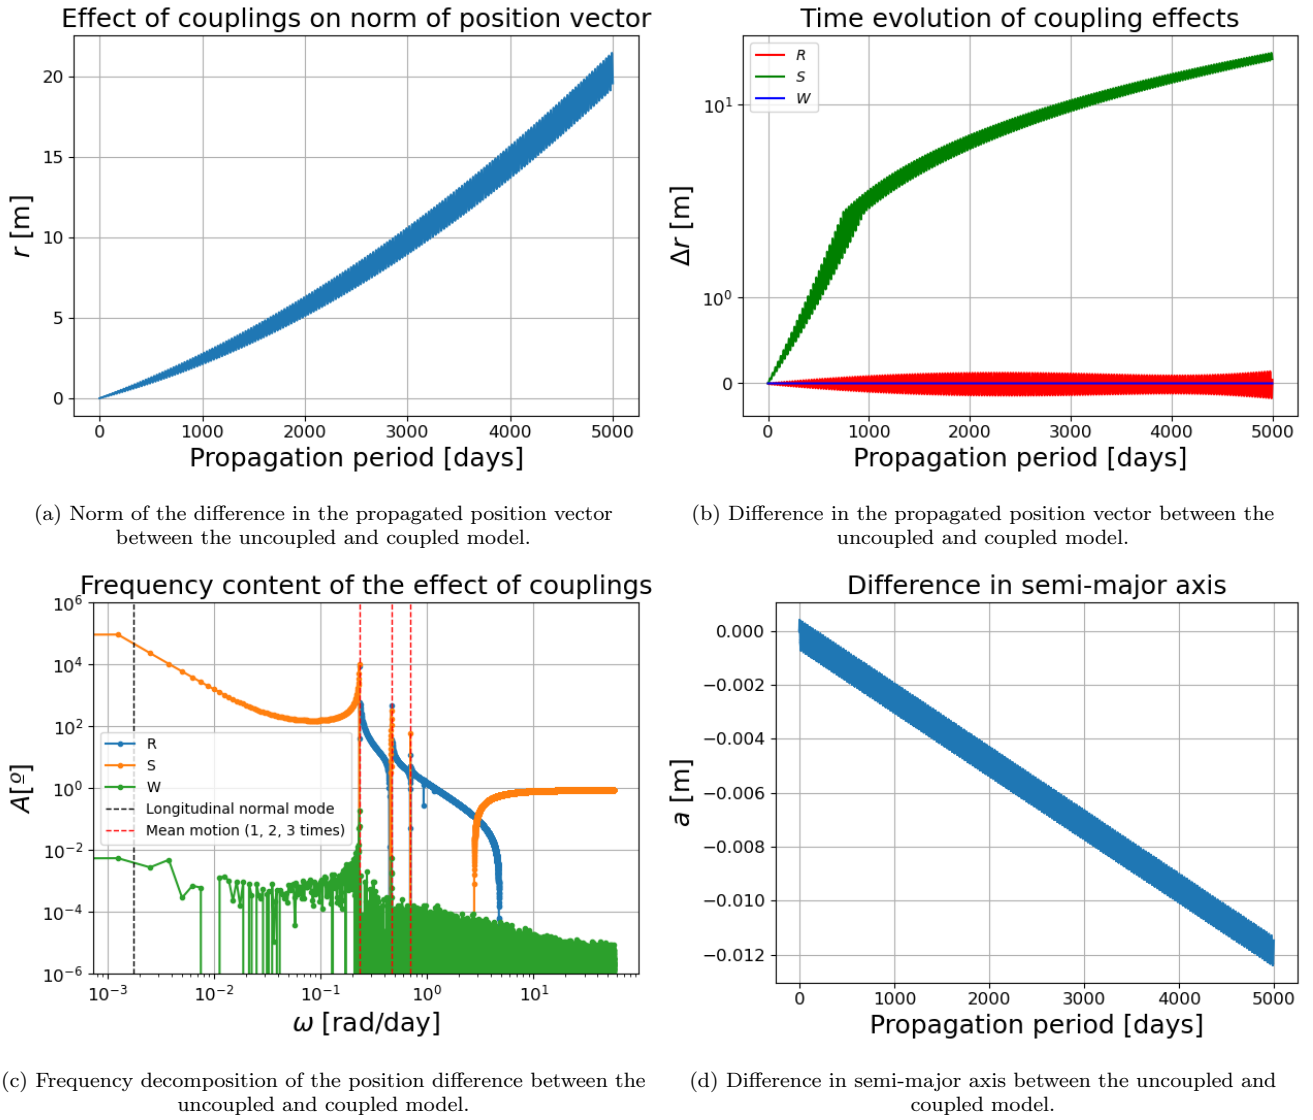 Effect of couplings on norm of position vector
20
15
10
5
0
r [m]
0 1000 2000 3000 4000 5000
Propagation period [days]
(a) Norm of the difference in the propagated position vector
between the uncoupled and coupled model.
Time evolution of coupling effects
R
S
W
10¹
10⁰
0
Δr [m]
0 1000 2000 3000 4000 5000
Propagation period [days]
(b) Difference in the propagated position vector between the
uncoupled and coupled model.
Frequency content of the effect of couplings
10⁶
10⁴
10²
10⁰
10⁻²
10⁻⁴
10⁻⁶
A[º]
R
S
W
Longitudinal normal mode
Mean motion (1, 2, 3 times)
10⁻³ 10⁻² 10⁻¹ 10⁰ 10¹
ω [rad/day]
(c) Frequency decomposition of the position difference between the
uncoupled and coupled model.
Difference in semi-major axis
0.000
−0.002
−0.004
−0.006
−0.008
−0.010
−0.012
a [m]
0 1000 2000 3000 4000 5000
Propagation period [days]
(d) Difference in semi-major axis between the uncoupled and
coupled model.